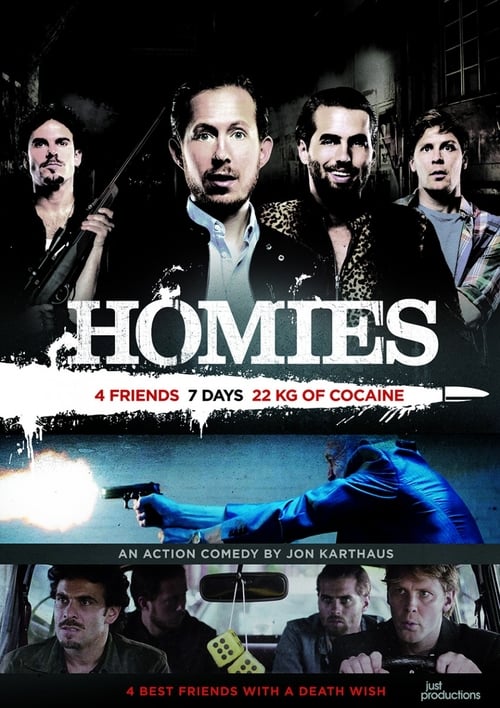 HOMIES
4 FRIENDS 7 DAYS 22 KG OF COCAINE
AN ACTION COMEDY BY JON KARTHAUS
4 BEST FRIENDS WITH A DEATH WISH
just
productions